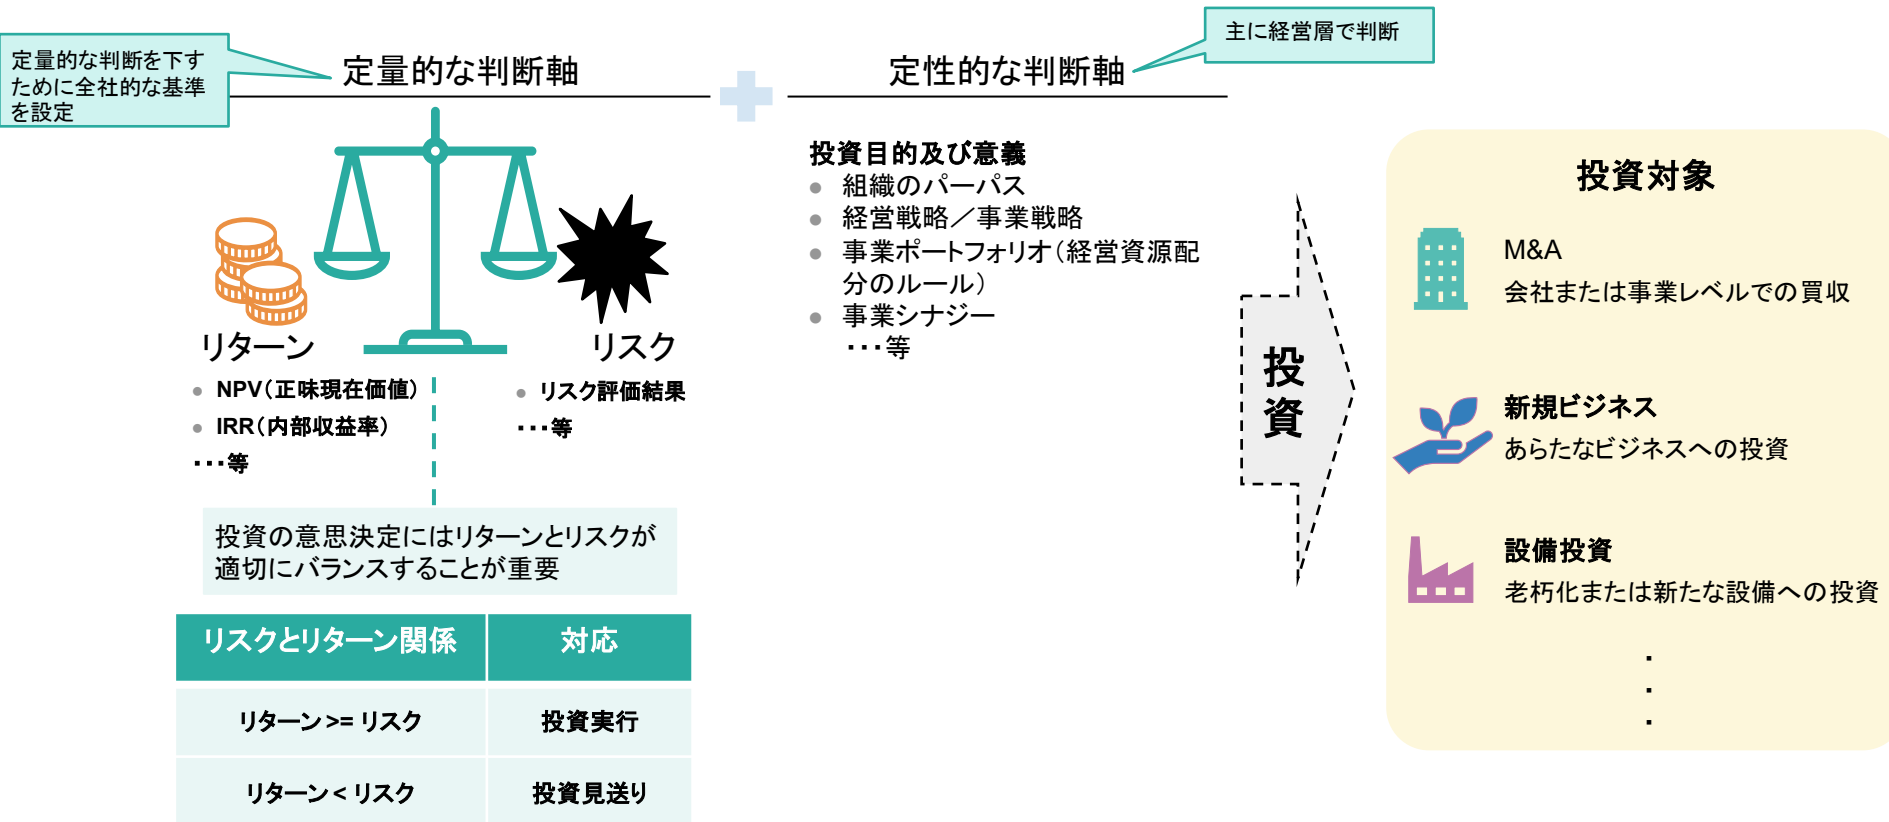 定量的な判断を下す
ために全社的な基準
を設定
定量的な判断軸
リターン
リスク
● NPV(正味現在価値)
● IRR(内部収益率)
・・・等
● リスク評価結果
・・・等
投資の意思決定にはリターンとリスクが
適切にバランスすることが重要
リスクとリターン関係 対応
リターン >= リスク 投資実行
リターン < リスク 投資見送り
主に経営層で判断
定性的な判断軸
投資目的及び意義
● 組織のパーパス
● 経営戦略／事業戦略
● 事業ポートフォリオ(経営資源配
分のルール)
● 事業シナジー
・・・等
投
資
投資対象
M&A
会社または事業レベルでの買収
新規ビジネス
あらたなビジネスへの投資
設備投資
老朽化または新たな設備への投資
・
・
・